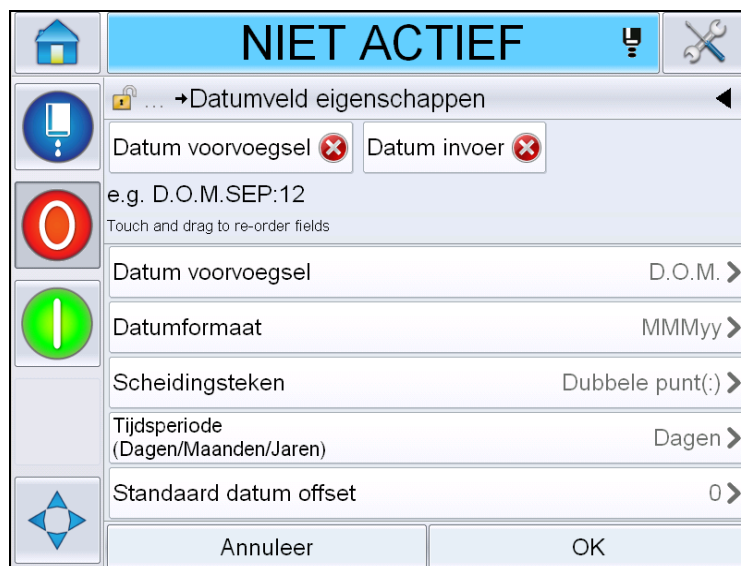 NIET ACTIEF
... →Datumveld eigenschappen
Datum voorvoegsel
Datum invoer
e.g. D.O.M.SEP:12
Touch and drag to re-order fields
Datum voorvoegsel D.O.M.
Datumformaat MMMyy
Scheidingsteken Dubbele punt(:)
Tijdsperiode
(Dagen/Maanden/Jaren) Dagen
Standaard datum offset 0
Annuleer OK